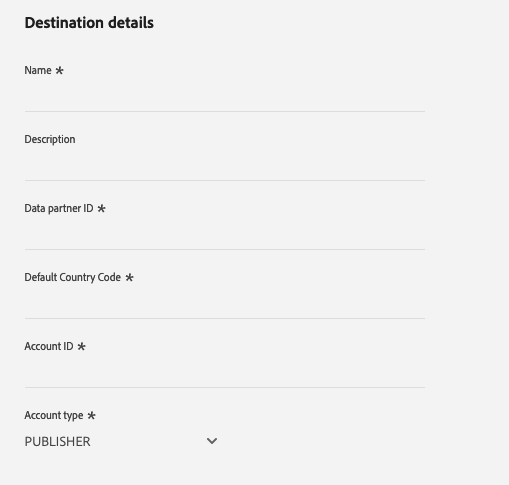 Destination details
Name *
Description
Data partner ID *
Default Country Code *
Account ID *
Account type *
PUBLISHER